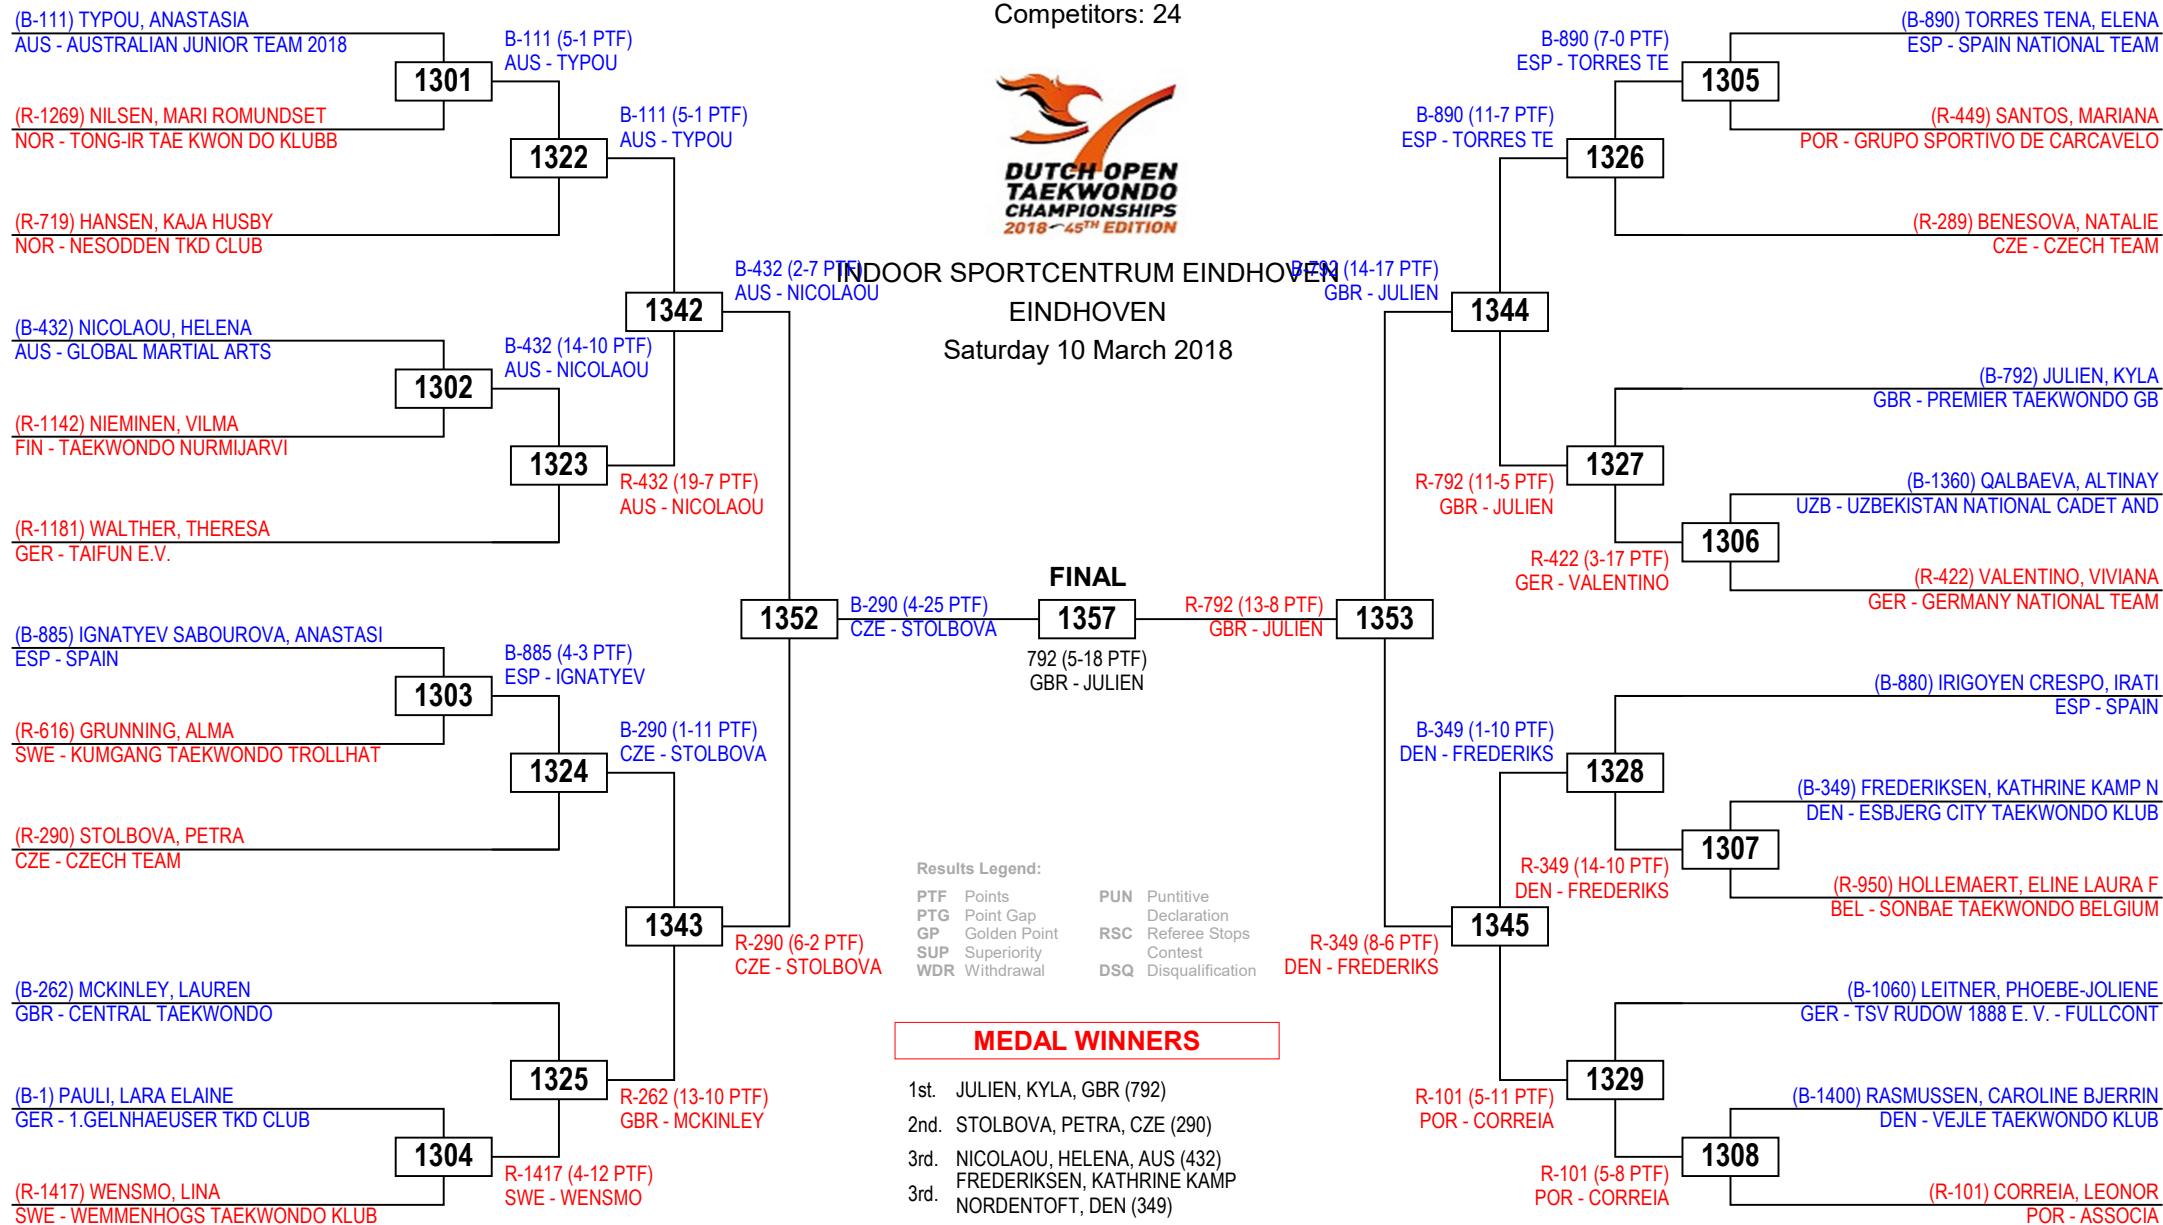 Competitors: 24
DUTCH OPEN
TAEKWONDO
CHAMPIONSHIPS
2018 45TH EDITION
INDOOR SPORTCENTRUM EINDHOVEN
EINDHOVEN
Saturday 10 March 2018
(B-111) TYPOU, ANASTASIA
AUS - AUSTRALIAN JUNIOR TEAM 2018
1301
(R-1269) NILSEN, MARI ROMUNDSET
NOR - TONG-IR TAE KWON DO KLUBB
B-111 (5-1 PTF)
AUS - TYPOU
1322
(R-719) HANSEN, KAJA HUSBY
NOR - NESODDEN TKD CLUB
B-111 (5-1 PTF)
AUS - TYPOU
1342
B-432 (2-7 PTF)
AUS - NICOLAOU
(B-432) NICOLAOU, HELENA
AUS - GLOBAL MARTIAL ARTS
1302
(R-1142) NIEMINEN, VILMA
FIN - TAEKWONDO NURMIJARVI
B-432 (14-10 PTF)
AUS - NICOLAOU
1323
R-432 (19-7 PTF)
AUS - NICOLAOU
(R-1181) WALTHER, THERESA
GER - TAIFUN E.V.
1352
B-290 (4-25 PTF)
CZE - STOLBOVA
(B-885) IGNATYEV SABOUROVA, ANASTASI
ESP - SPAIN
1303
(R-616) GRUNNING, ALMA
SWE - KUMGANG TAEKWONDO TROLLHAT
B-885 (4-3 PTF)
ESP - IGNATYEV
1324
B-290 (1-11 PTF)
CZE - STOLBOVA
(R-290) STOLBOVA, PETRA
CZE - CZECH TEAM
1343
R-290 (6-2 PTF)
CZE - STOLBOVA
(B-262) MCKINLEY, LAUREN
GBR - CENTRAL TAEKWONDO
1325
R-262 (13-10 PTF)
GBR - MCKINLEY
(B-1) PAULI, LARA ELAINE
GER - 1.GELNHAEUSER TKD CLUB
1304
R-1417 (4-12 PTF)
SWE - WENSMO
(R-1417) WENSMO, LINA
SWE - WEMMENHOGS TAEKWONDO KLUB
FINAL
1357
792 (5-18 PTF)
GBR - JULIEN
(B-890) TORRES TENA, ELENA
ESP - SPAIN NATIONAL TEAM
B-890 (7-0 PTF)
ESP - TORRES TE
1305
(R-449) SANTOS, MARIANA
POR - GRUPO SPORTIVO DE CARCAVELO
B-890 (11-7 PTF)
ESP - TORRES TE
1326
(R-289) BENESOVA, NATALIE
CZE - CZECH TEAM
B-792 (14-17 PTF)
GBR - JULIEN
1344
(B-792) JULIEN, KYLA
GBR - PREMIER TAEKWONDO GB
1327
R-792 (11-5 PTF)
GBR - JULIEN
(B-1360) QALBAEVA, ALTINAY
UZB - UZBEKISTAN NATIONAL CADET AND
1306
R-422 (3-17 PTF)
GER - VALENTINO
(R-422) VALENTINO, VIVIANA
GER - GERMANY NATIONAL TEAM
R-792 (13-8 PTF)
GBR - JULIEN
1353
(B-880) IRIGOYEN CRESPO, IRATI
ESP - SPAIN
B-349 (1-10 PTF)
DEN - FREDERIKS
1328
(B-349) FREDERIKSEN, KATHRINE KAMP N
DEN - ESBJERG CITY TAEKWONDO KLUB
1307
R-349 (14-10 PTF)
DEN - FREDERIKS
(R-950) HOLLEMAERT, ELINE LAURA F
BEL - SONBAE TAEKWONDO BELGIUM
1345
R-349 (8-6 PTF)
DEN - FREDERIKS
(B-1060) LEITNER, PHOEBE-JOLIENE
GER - TSV RUDOW 1888 E. V. - FULLCONT
1329
R-101 (5-11 PTF)
POR - CORREIA
(B-1400) RASMUSSEN, CAROLINE BJERRIN
DEN - VEJLE TAEKWONDO KLUB
1308
R-101 (5-8 PTF)
POR - CORREIA
(R-101) CORREIA, LEONOR
POR - ASSOCIA
Results Legend:
PTF Points
PTG Point Gap
GP Golden Point
SUP Superiority
WDR Withdrawal
PUN Puntitive
Declaration
RSC Referee Stops
Contest
DSQ Disqualification
MEDAL WINNERS
1st. JULIEN, KYLA, GBR (792)
2nd. STOLBOVA, PETRA, CZE (290)
3rd. NICOLAOU, HELENA, AUS (432)
3rd. FREDERIKSEN, KATHRINE KAMP
NORDENTOFT, DEN (349)